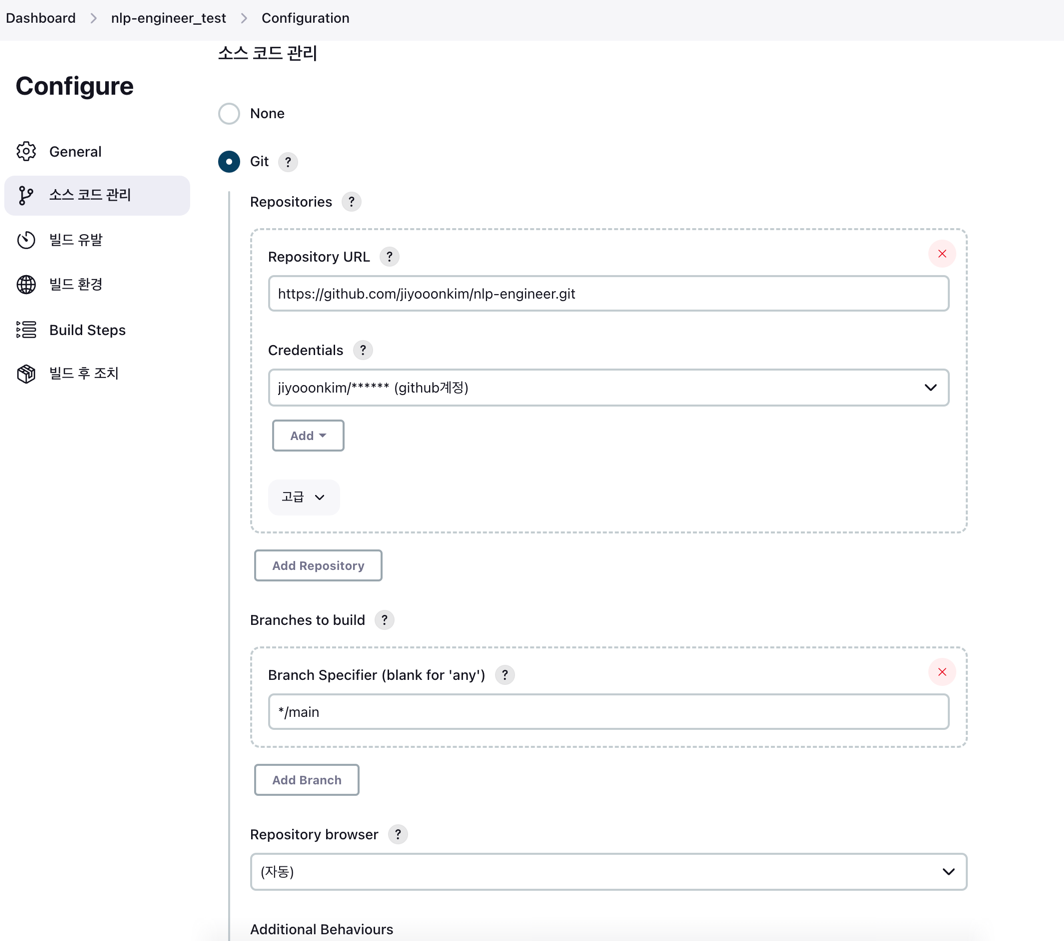 Dashboard > nlp-engineer_test > Configuration
소스 코드 관리
Configure
General
소스 코드 관리
빌드 유발
빌드 환경
Build Steps
빌드 후 조치
None
Git ?
Repositories ?
Repository URL ?
https://github.com/jiyooonkim/nlp-engineer.git
Credentials ?
jiyooonkim/****** (github계정)
Add
고급
Add Repository
Branches to build ?
Branch Specifier (blank for 'any') ?
*/main
Add Branch
Repository browser ?
(자동)
Additional Behaviours